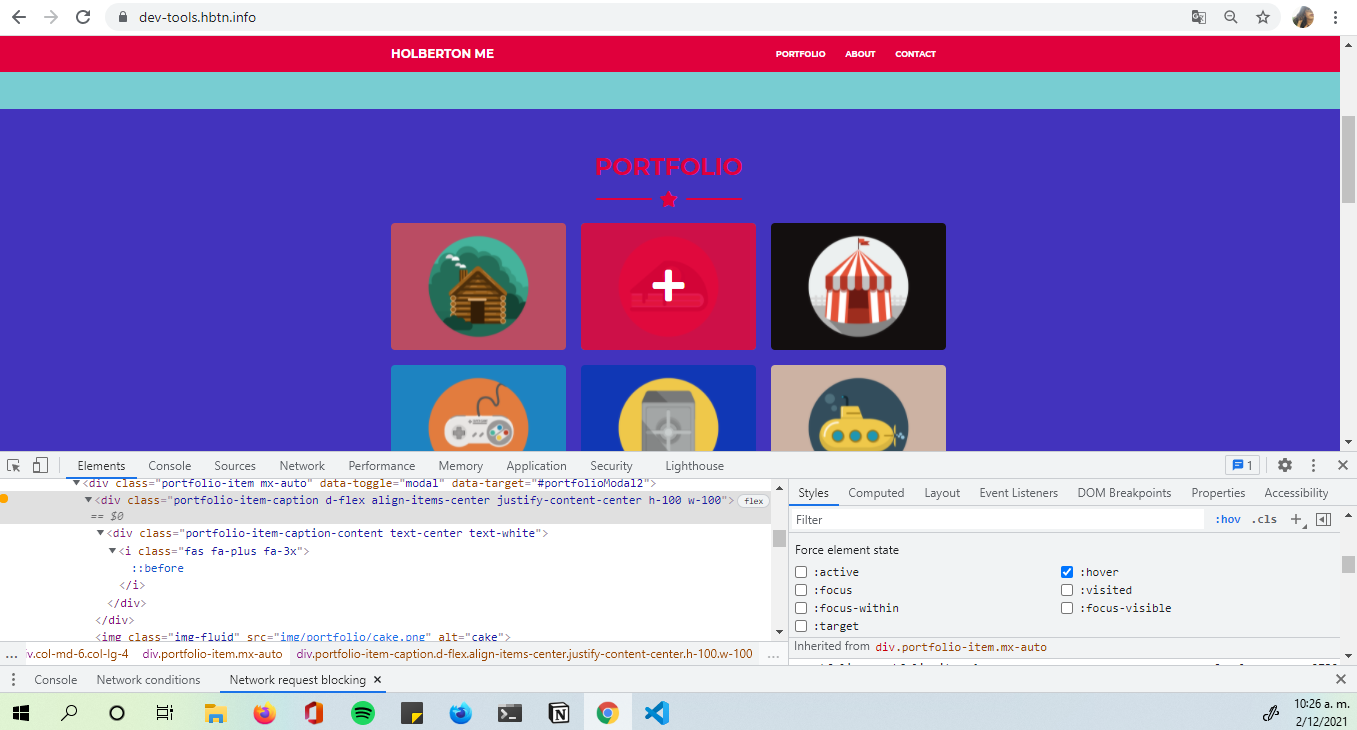 dev-tools.hbtn.info
HOLBERTON ME PORTFOLIO ABOUT CONTACT
PORTFOLIO
Elements Console Sources Network Performance Memory Application Security Lighthouse 1
<div class="portfolio-item mx-auto" data-toggle="modal" data-target="#portfolioModal2">
<div class="portfolio-item-caption d-flex align-items-center justify-content-center h-100 w-100"> flex
== $0
<div class="portfolio-item-caption-content text-center text-white">
<i class="fas fa-plus fa-3x">
::before
</i>
</div>
</div>
<img class="img-fluid" src="img/portfolio/cake.png" alt="cake">
... iv.col-md-6.col-lg-4 div.portfolio-item.mx-auto div.portfolio-item-caption.d-flex.align-items-center.justify-content-center.h-100.w-100 ...
Styles Computed Layout Event Listeners DOM Breakpoints Properties Accessibility
Filter :hov .cls
Force element state
:active :hover
:focus :visited
:focus-within :focus-visible
:target
Inherited from div.portfolio-item.mx-auto
Console Network conditions Network request blocking
10:26 a. m.
2/12/2021